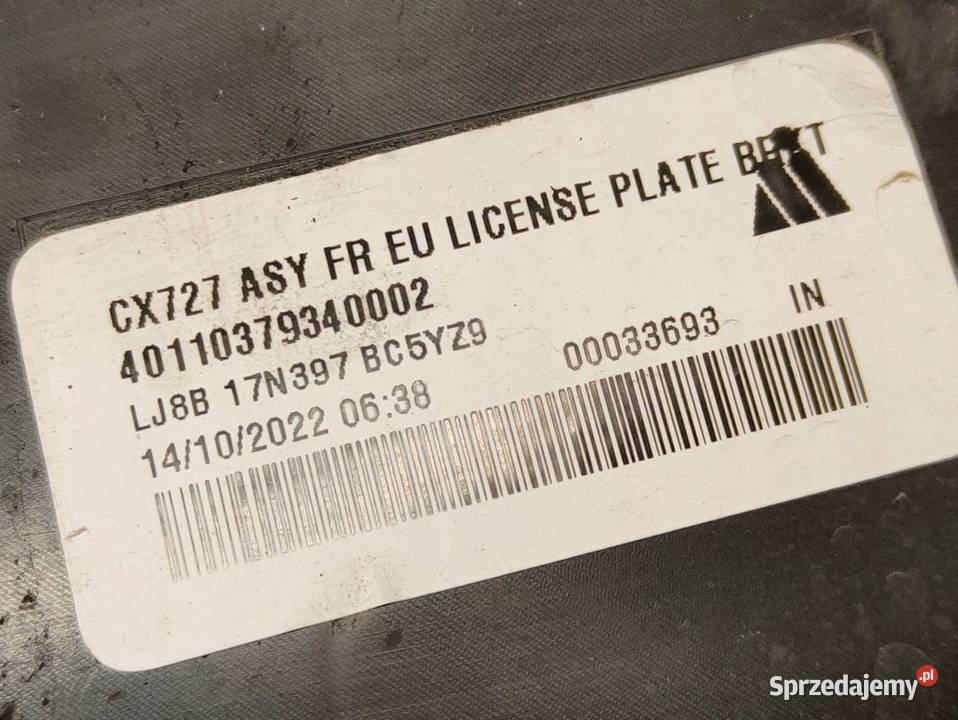 CX727 ASY FR EU LICENSE PLATE BRKT
40110379340002
LJ8B 17N397 BC5YZ9
00033693
IN
14/10/2022 06:38
Sprzedajemy.pl